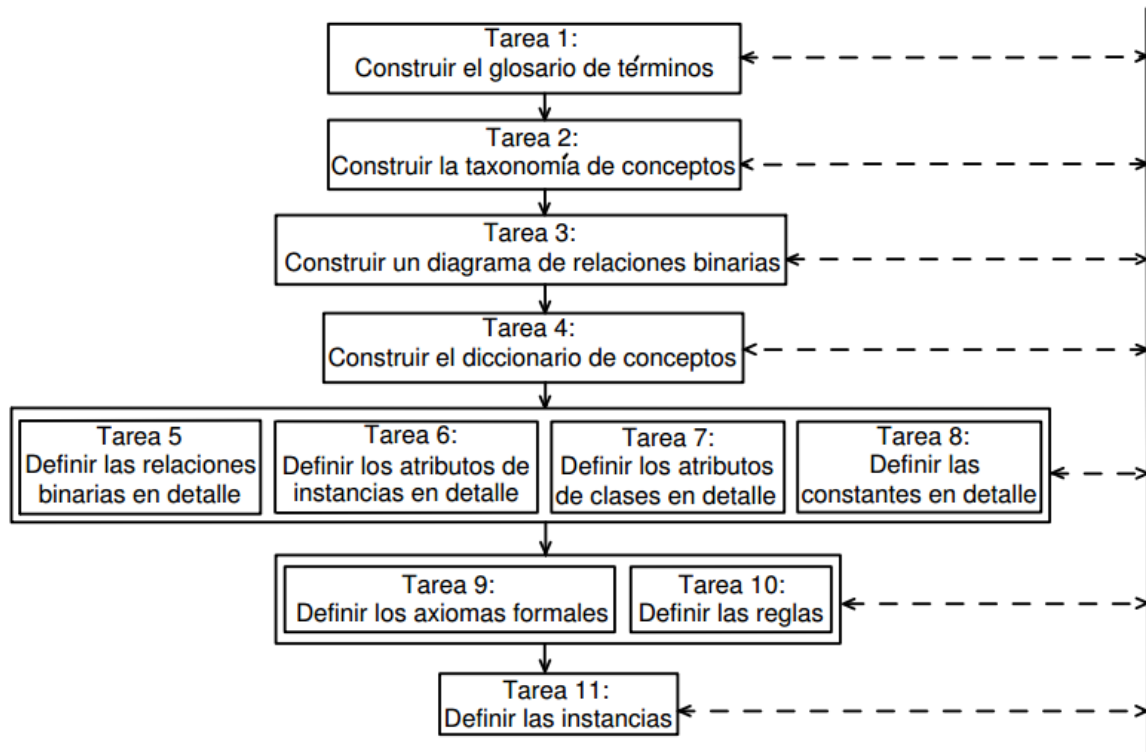 Tarea 1:
Construir el glosario de términos
Tarea 2:
Construir la taxonomía de conceptos
Tarea 3:
Construir un diagrama de relaciones binarias
Tarea 4:
Construir el diccionario de conceptos
Tarea 5
Definir las relaciones
binarias en detalle
Tarea 6:
Definir los atributos de
instancias en detalle
Tarea 7:
Definir los atributos
de clases en detalle
Tarea 8:
Definir las
constantes en detalle
Tarea 9:
Definir los axiomas formales
Tarea 10:
Definir las reglas
Tarea 11:
Definir las instancias